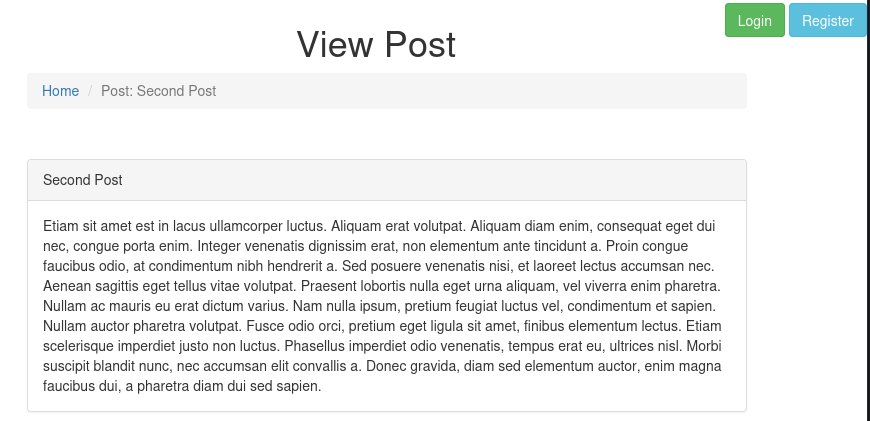 Login Register
View Post
Home / Post: Second Post
Second Post
Etiam sit amet est in lacus ullamcorper luctus. Aliquam erat volutpat. Aliquam diam enim, consequat eget dui
nec, congue porta enim. Integer venenatis dignissim erat, non elementum ante tincidunt a. Proin congue
faucibus odio, at condimentum nibh hendrerit a. Sed posuere venenatis nisi, et laoreet lectus accumsan nec.
Aenean sagittis eget tellus vitae volutpat. Praesent lobortis nulla eget urna aliquam, vel viverra enim pharetra.
Nullam ac mauris eu erat dictum varius. Nam nulla ipsum, pretium feugiat luctus vel, condimentum et sapien.
Nullam auctor pharetra volutpat. Fusce odio orci, pretium eget ligula sit amet, finibus elementum lectus. Etiam
scelerisque imperdiet justo non luctus. Phasellus imperdiet odio venenatis, tempus erat eu, ultrices nisl. Morbi
suscipit blandit nunc, nec accumsan elit convallis a. Donec gravida, diam sed elementum auctor, enim magna
faucibus dui, a pharetra diam dui sed sapien.